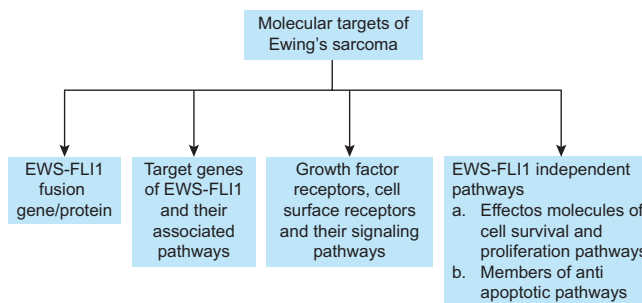 Molecular targets of
Ewing's sarcoma
EWS-FLI1
fusion
gene/protein
Target genes
of EWS-FLI1
and their
associated
pathways
Growth factor
receptors, cell
surface receptors
and their signaling
pathways
EWS-FLI1 independent
pathways
a. Effectos molecules of
cell survival and
proliferation pathways
b. Members of anti
apoptotic pathways